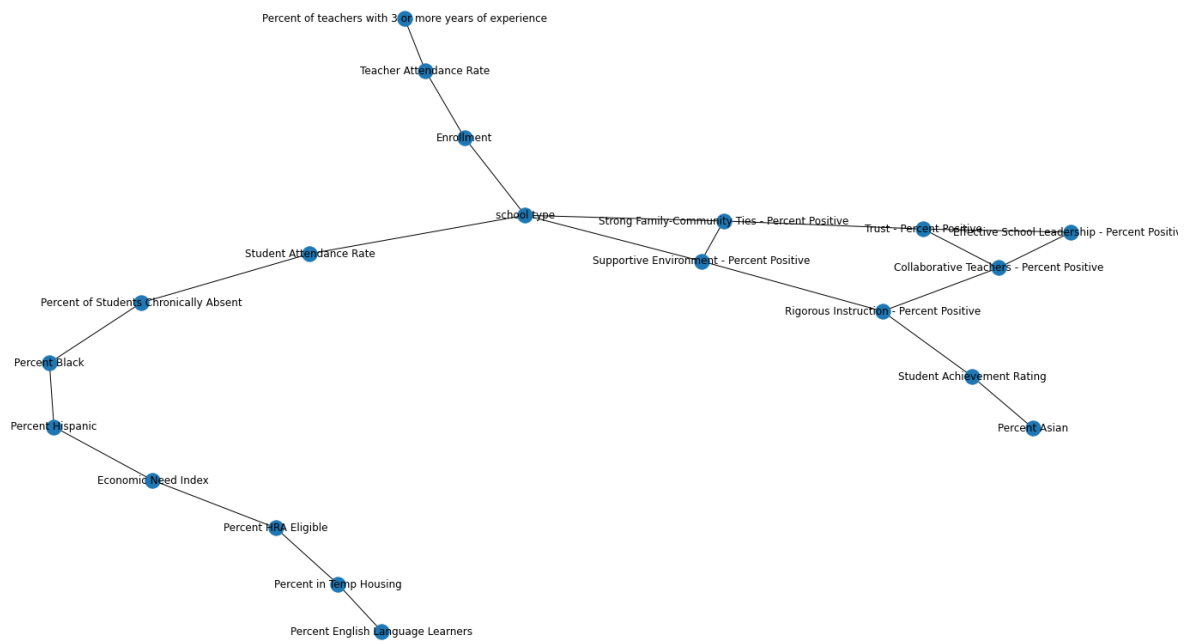 Percent of teachers with 3 or more years of experience
Teacher Attendance Rate
Enrollment
school type
Strong Family-Community Ties - Percent Positive
Trust - Percent Positive
Effective School Leadership - Percent Positive
Student Attendance Rate
Supportive Environment - Percent Positive
Collaborative Teachers - Percent Positive
Percent of Students Chronically Absent
Rigorous Instruction - Percent Positive
Percent Black
Student Achievement Rating
Percent Hispanic
Percent Asian
Economic Need Index
Percent HRA Eligible
Percent in Temp Housing
Percent English Language Learners